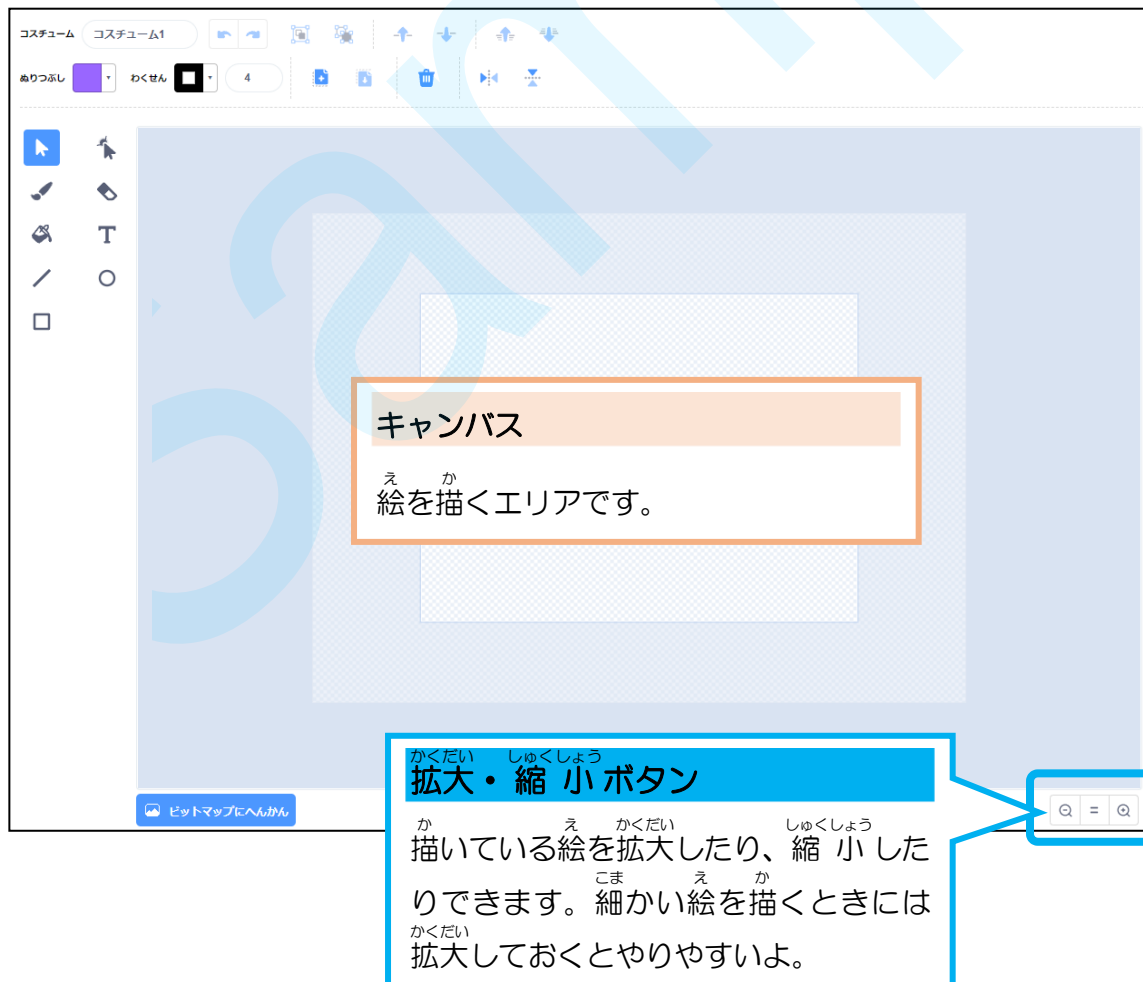 コスチューム コスチューム1
ぬりつぶし わくせん 4
T
キャンバス
え か
絵を描くエリアです。
かくだい しゅくしょう
拡大・縮小ボタン
か え かくだい しゅくしょう
描いている絵を拡大したり、縮小した
こま え か
りできます。細かい絵を描くときには
かくだい
拡大しておくとやりやすいよ。
ビットマップにへんかん
=